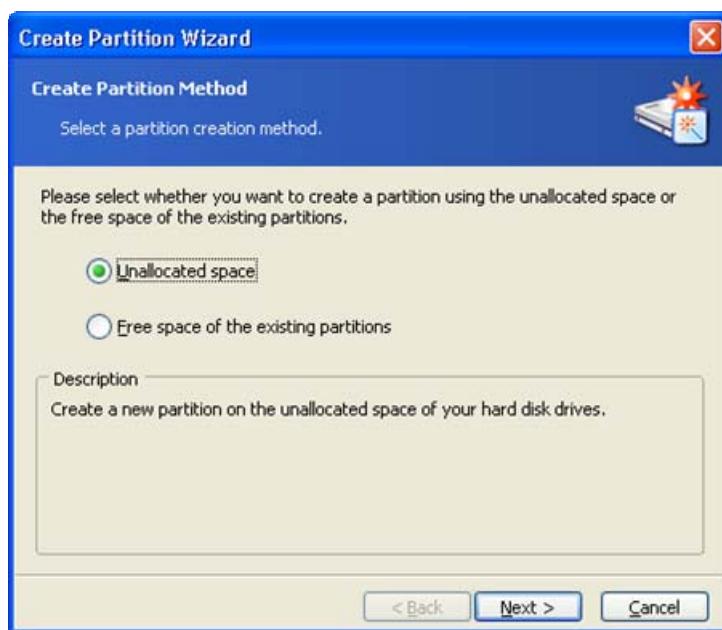 Create Partition Wizard
Create Partition Method
Select a partition creation method.
Please select whether you want to create a partition using the unallocated space or
the free space of the existing partitions.
Unallocated space
Free space of the existing partitions
Description
Create a new partition on the unallocated space of your hard disk drives.
< Back Next > Cancel